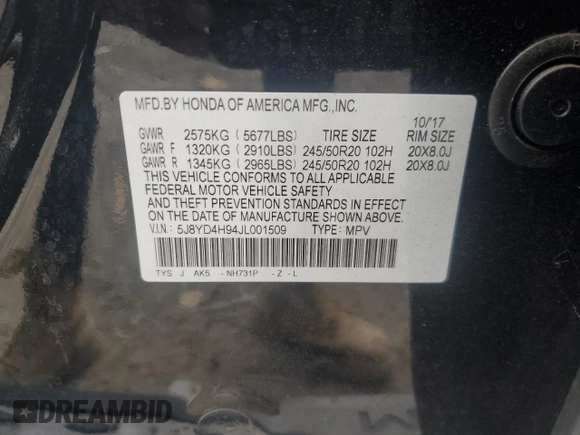 MFD.BY HONDA OF AMERICA MFG.,INC.
10/17
GVWR 2575KG ( 5677LBS) TIRE SIZE RIM SIZE
GAWR F 1320KG ( 2910LBS) 245/50R20 102H 20X8.0J
GAWR R 1345KG ( 2965LBS) 245/50R20 102H 20X8.0J
THIS VEHICLE CONFORMS TO ALL APPLICABLE
FEDERAL MOTOR VEHICLE SAFETY
AND THEFT PREVENTION STANDARDS IN EFFECT
ON THE DATE OF MANUFACTURE SHOWN ABOVE.
V.I.N.: 5J8YD4H94JL001509 TYPE: MPV
TYS J AK5 -NH731P -Z -L
DREAMBID